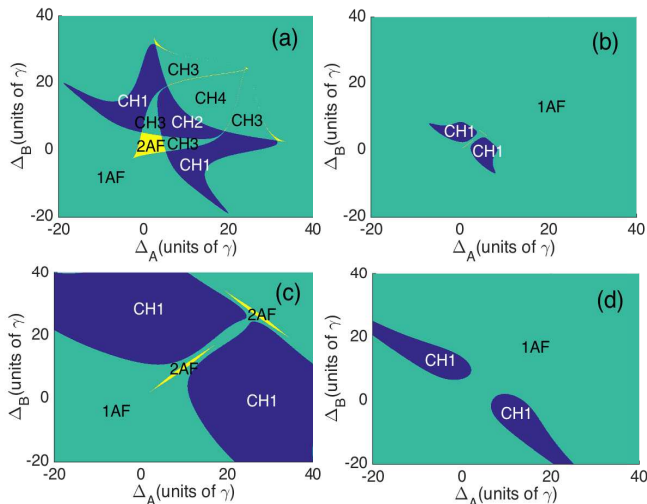 (a)
40
20
0
-20
-20 0 20 40
Δ_B(units of γ)
Δ_A(units of γ)
CH3
CH1
CH4
CH3
CH2
CH3
2AF
CH3
CH1
1AF
(b)
40
20
0
-20
-20 0 20 40
Δ_B(units of γ)
Δ_A(units of γ)
1AF
CH1
CH1
(c)
40
20
0
-20
-20 0 20 40
Δ_B(units of γ)
Δ_A(units of γ)
CH1
2AF
2AF
1AF
CH1
(d)
40
20
0
-20
-20 0 20 40
Δ_B(units of γ)
Δ_A(units of γ)
1AF
CH1
CH1